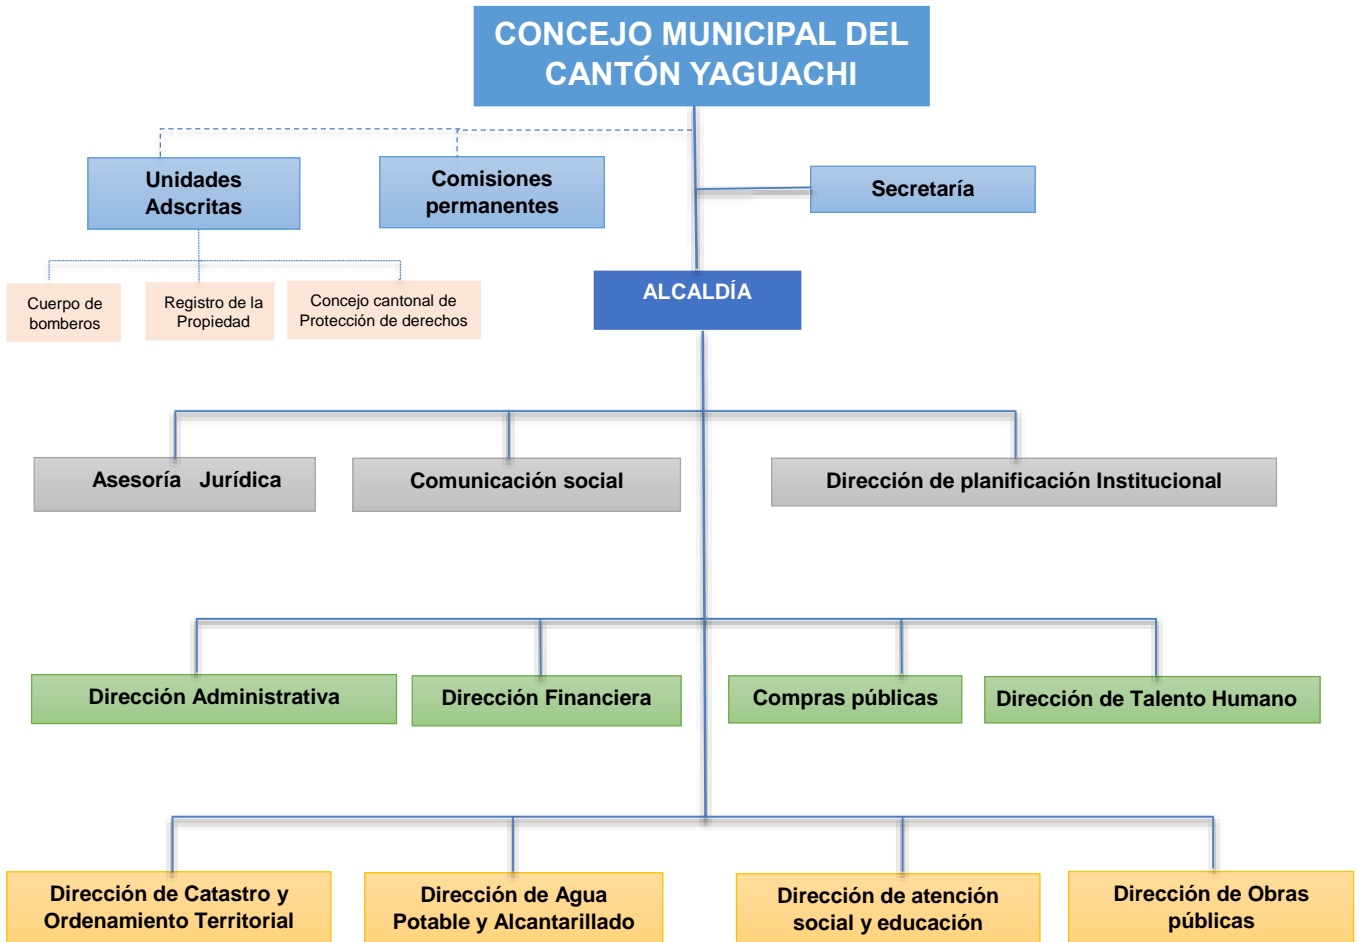 CONCEJO MUNICIPAL DEL
CANTÓN YAGUACHI
Unidades
Adscritas
Comisiones
permanentes
Secretaría
Cuerpo de
bomberos
Registro de la
Propiedad
Concejo cantonal de
Protección de derechos
ALCALDÍA
Asesoría Jurídica
Comunicación social
Dirección de planificación Institucional
Dirección Administrativa
Dirección Financiera
Compras públicas
Dirección de Talento Humano
Dirección de Catastro y
Ordenamiento Territorial
Dirección de Agua
Potable y Alcantarillado
Dirección de atención
social y educación
Dirección de Obras
públicas